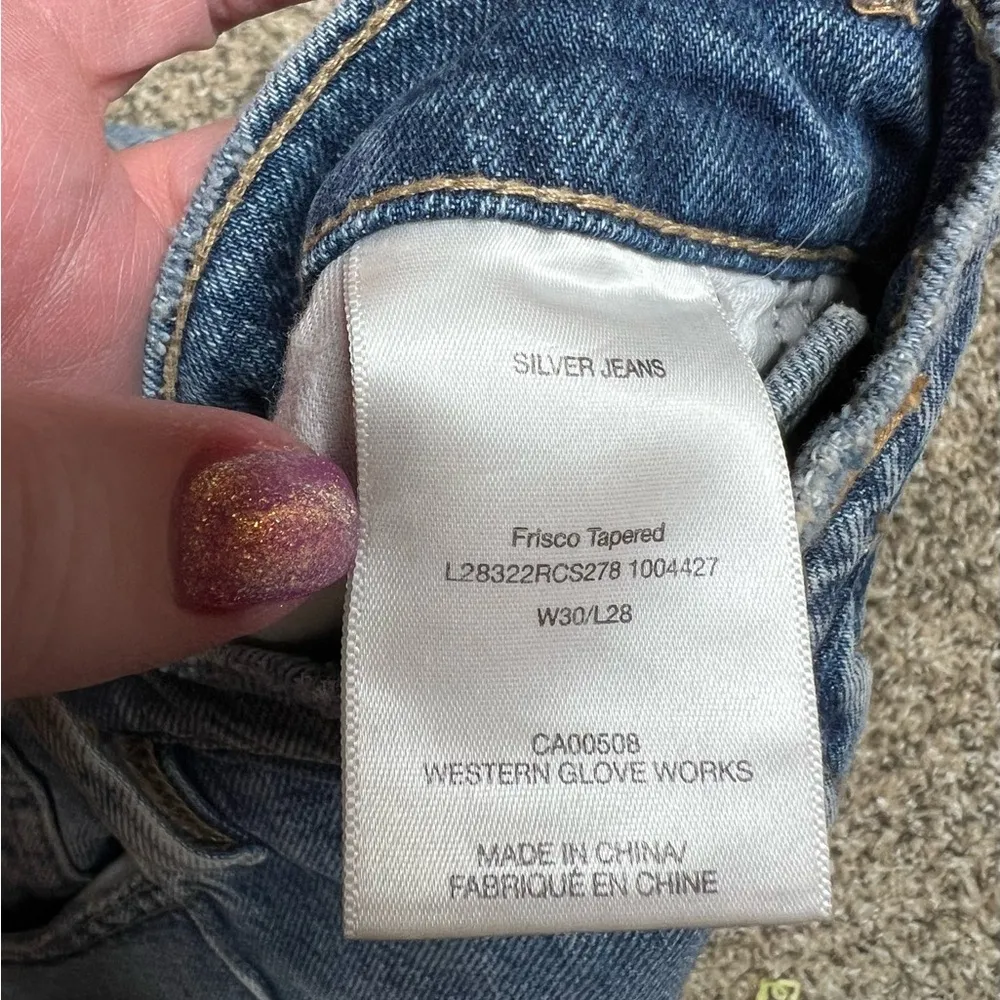 SILVER JEANS
Frisco Tapered
L28322RCS278 1004427
W30/L28
CA00508
WESTERN GLOVE WORKS
MADE IN CHINA/
FABRIQUÉ EN CHINE